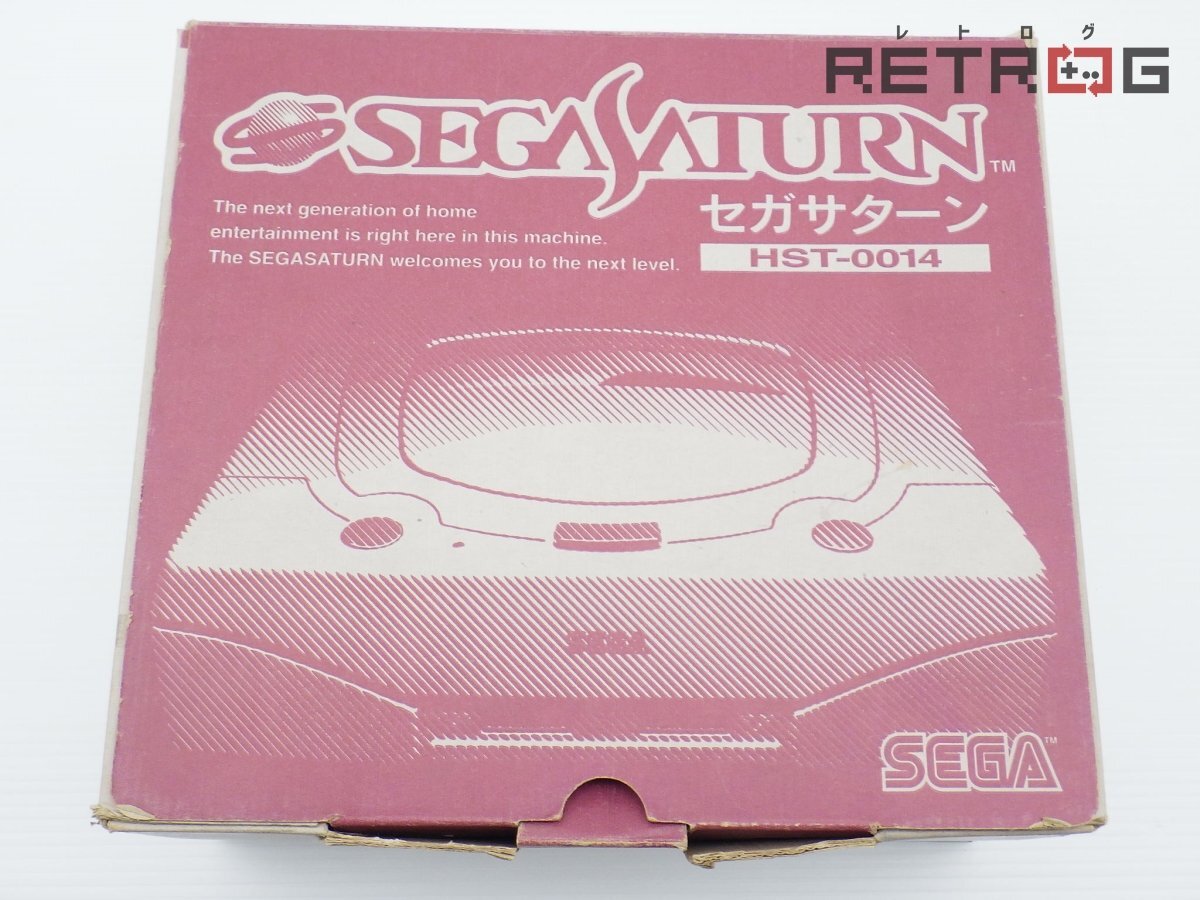 レトログ
RETROG
SEGASATURN™
The next generation of home
entertainment is right here in this machine.
The SEGASATURN welcomes you to the next level.
セガサターン
HST-0014
SEGA
SEGA™